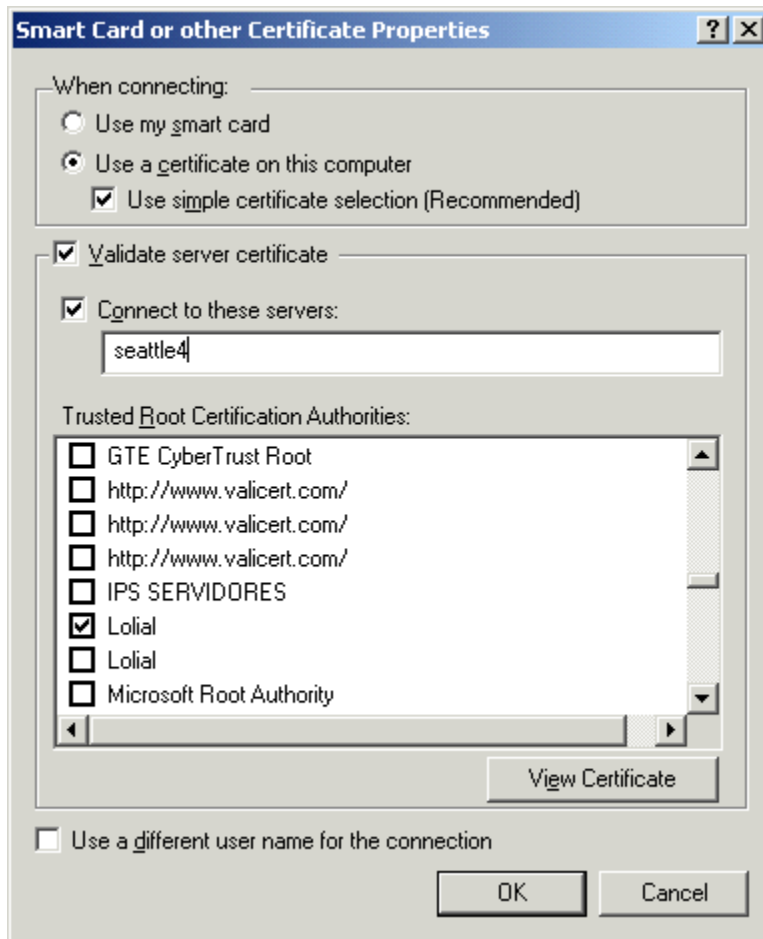 Smart Card or other Certificate Properties
When connecting:
Use my smart card
Use a certificate on this computer
Use simple certificate selection (Recommended)
Validate server certificate
Connect to these servers:
seattle4
Trusted Root Certification Authorities:
GTE CyberTrust Root
http://www.valicert.com/
http://www.valicert.com/
http://www.valicert.com/
IPS SERVIDORES
Lolial
Lolial
Microsoft Root Authority
View Certificate
Use a different user name for the connection
OK Cancel